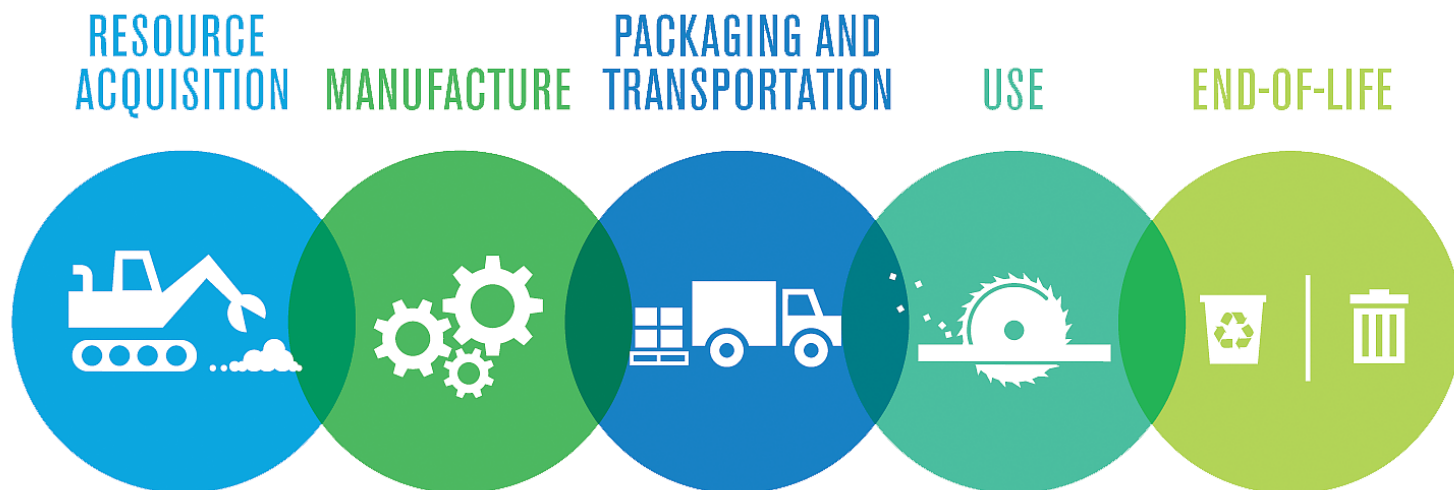 RESOURCE
ACQUISITION
MANUFACTURE
PACKAGING AND
TRANSPORTATION
USE
END-OF-LIFE